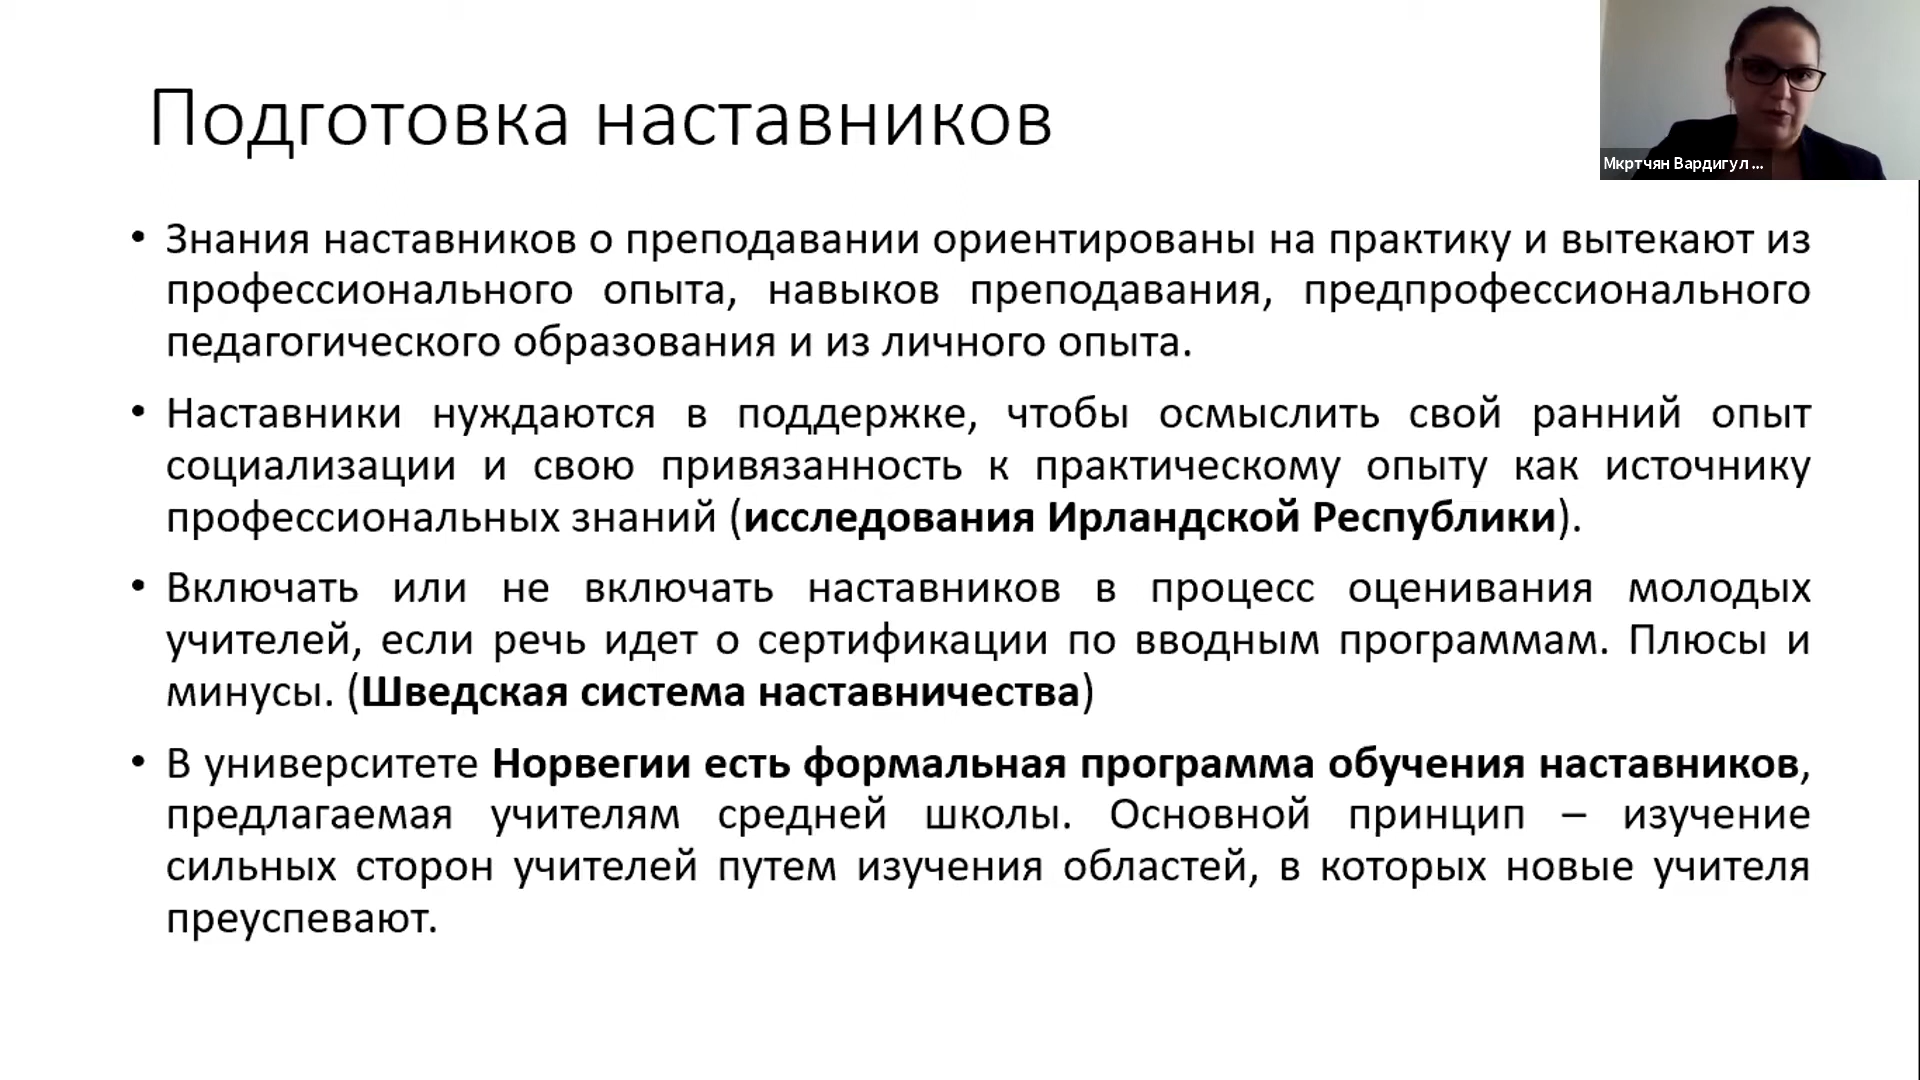 Подготовка наставников
Мкртчян Вардигул ...
• Знания наставников о преподавании ориентированы на практику и вытекают из
профессионального опыта, навыков преподавания, предпрофессионального
педагогического образования и из личного опыта.
• Наставники нуждаются в поддержке, чтобы осмыслить свой ранний опыт
социализации и свою привязанность к практическому опыту как источнику
профессиональных знаний (исследования Ирландской Республики).
• Включать или не включать наставников в процесс оценивания молодых
учителей, если речь идет о сертификации по вводным программам. Плюсы и
минусы. (Шведская система наставничества)
• В университете Норвегии есть формальная программа обучения наставников,
предлагаемая учителям средней школы. Основной принцип – изучение
сильных сторон учителей путем изучения областей, в которых новые учителя
преуспевают.